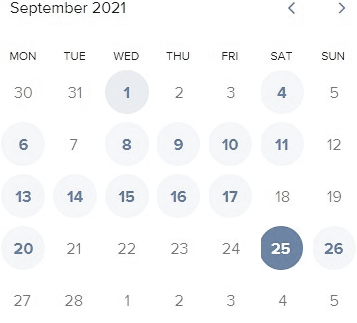 September 2021
MON TUE WED THU FRI SAT SUN
30 31 1 2 3 4 5
6 7 8 9 10 11 12
13 14 15 16 17 18 19
20 21 22 23 24 25 26
27 28 1 2 3 4 5